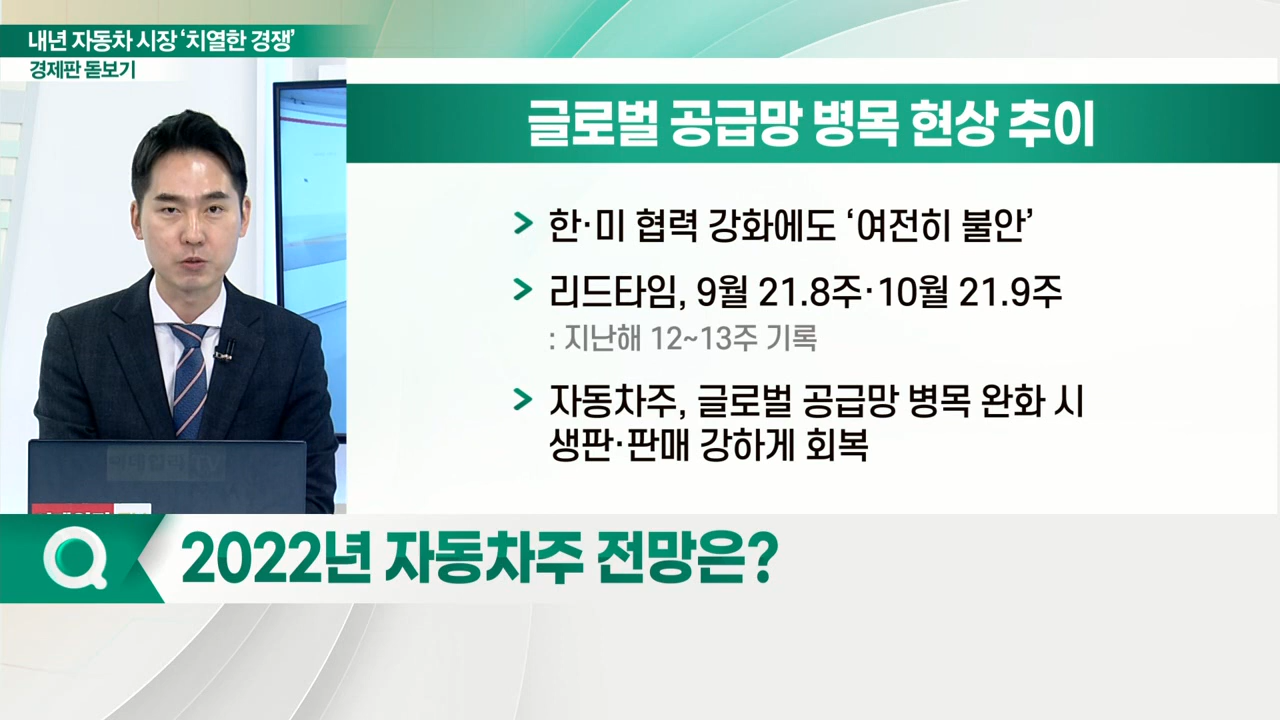 내년 자동차 시장 ‘치열한 경쟁’
경제판 돋보기
글로벌 공급망 병목 현상 추이
> 한·미 협력 강화에도 ‘여전히 불안’
> 리드타임, 9월 21.8주·10월 21.9주
: 지난해 12~13주 기록
> 자동차주, 글로벌 공급망 병목 완화 시
생판·판매 강하게 회복
이데일리 TV
Q 2022년 자동차주 전망은?